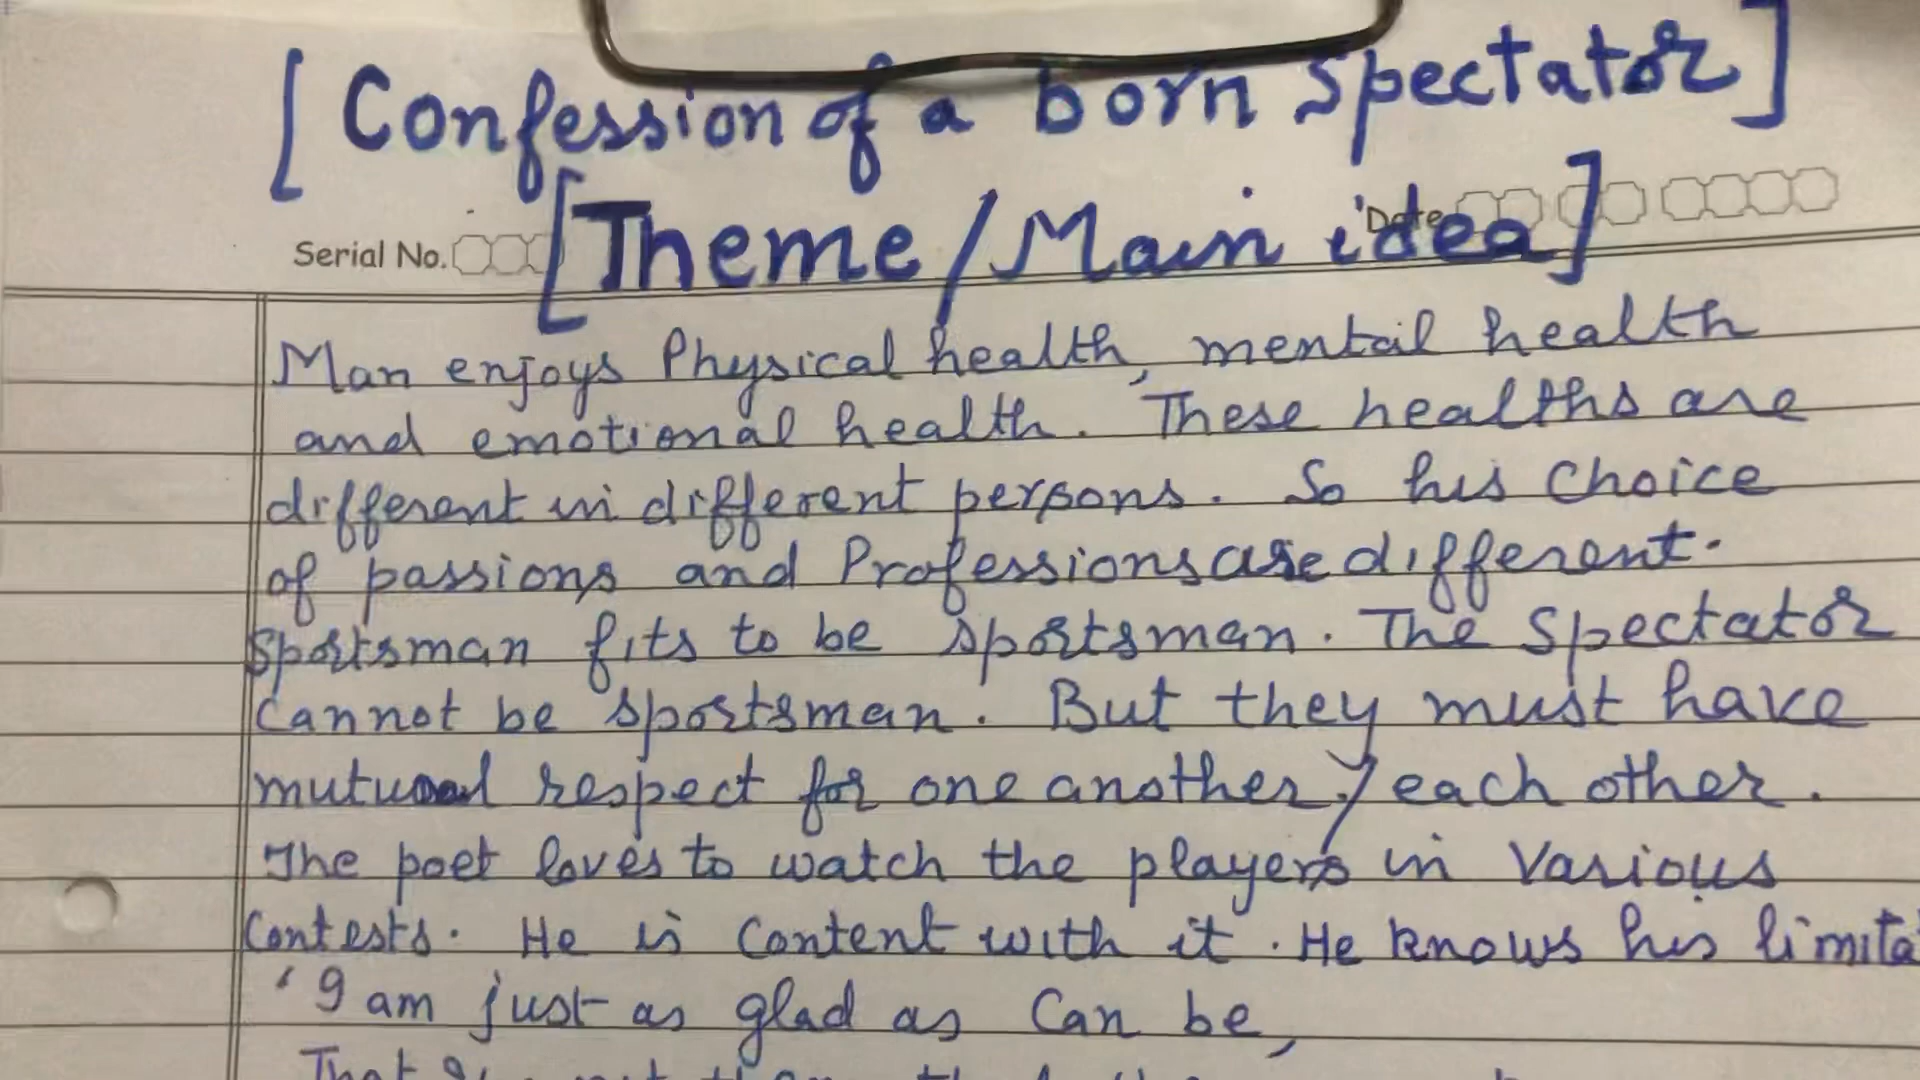 [Confession of a born spectator]
[Theme/Main idea]
Serial No. Date
Man enjoys Physical health, mental health
and emotional health. These healths are
different in different persons. So his Choice
of passions and Professions are different.
Sportsman fits to be sportsman. The Spectator
Cannot be sportsman. But they must have
mutual respect for one another / each other.
The poet loves to watch the players in various
Contests. He is Content with it. He knows his limita
'I am just as glad as Can be,
That